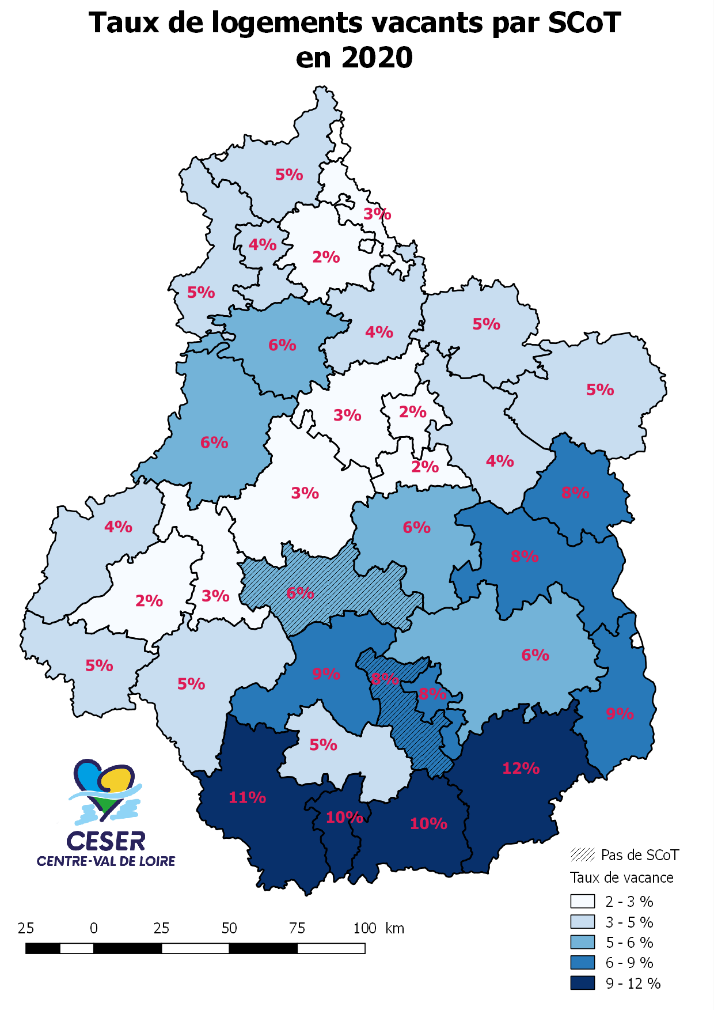 Taux de logements vacants par SCoT
en 2020
5%
3%
4%
2%
5%
4%
5%
6%
5%
3%
2%
6%
4%
2%
3%
8%
4%
6%
8%
6%
2%
3%
6%
5%
9%
8%
5%
8%
9%
5%
12%
11%
10%
10%
CESER
CENTRE-VAL DE LOIRE
Pas de SCoT
Taux de vacance
2 - 3 %
3 - 5 %
5 - 6 %
6 - 9 %
9 - 12 %
25 0 25 50 75 100 km